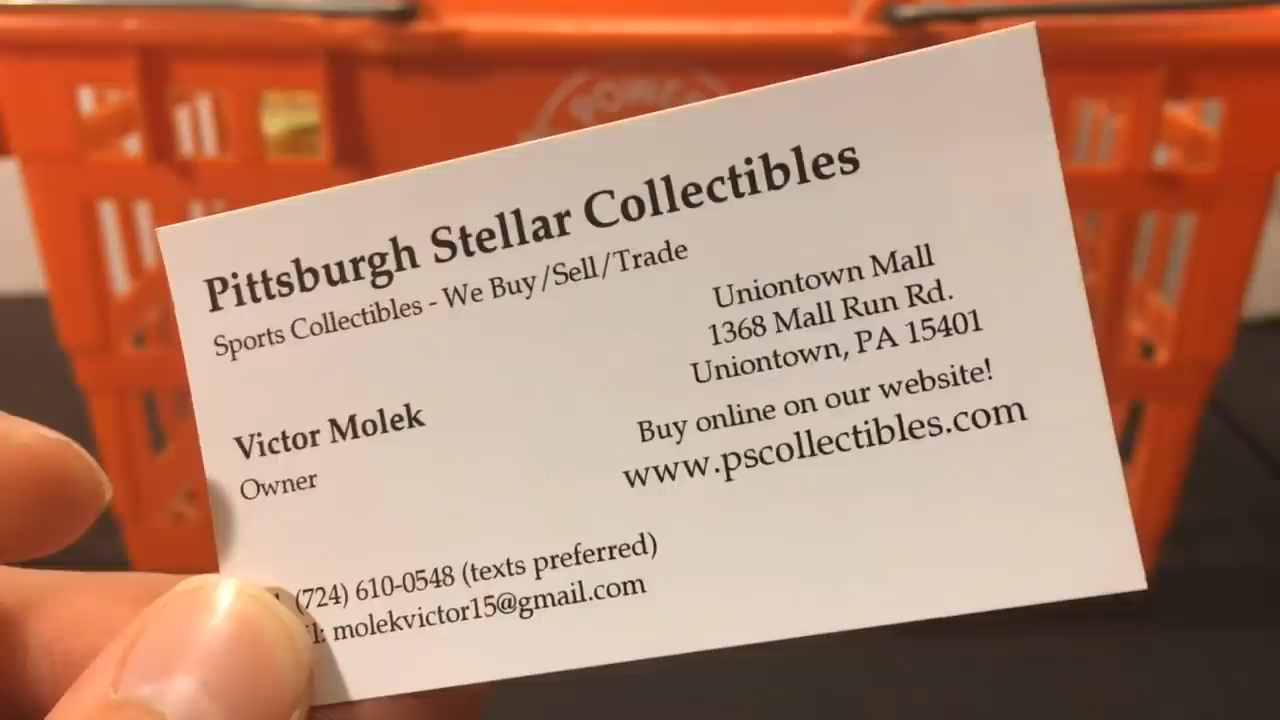 Pittsburgh Stellar Collectibles
Sports Collectibles - We Buy/Sell/Trade
Uniontown Mall
1368 Mall Run Rd.
Uniontown, PA 15401
Buy online on our website!
www.pscollectibles.com
Victor Molek
Owner
(724) 610-0548 (texts preferred)
molekvictor15@gmail.com